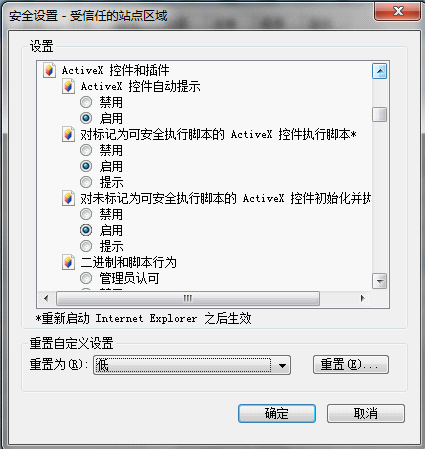 安全设置 - 受信任的站点区域
设置
ActiveX 控件和插件
ActiveX 控件自动提示
禁用
启用
对标记为可安全执行脚本的 ActiveX 控件执行脚本*
禁用
启用
提示
对未标记为可安全执行脚本的 ActiveX 控件初始化并执
禁用
启用
提示
二进制和脚本行为
管理员认可
*重新启动 Internet Explorer 之后生效
重置自定义设置
重置为(R): 低 重置(E)...
确定 取消